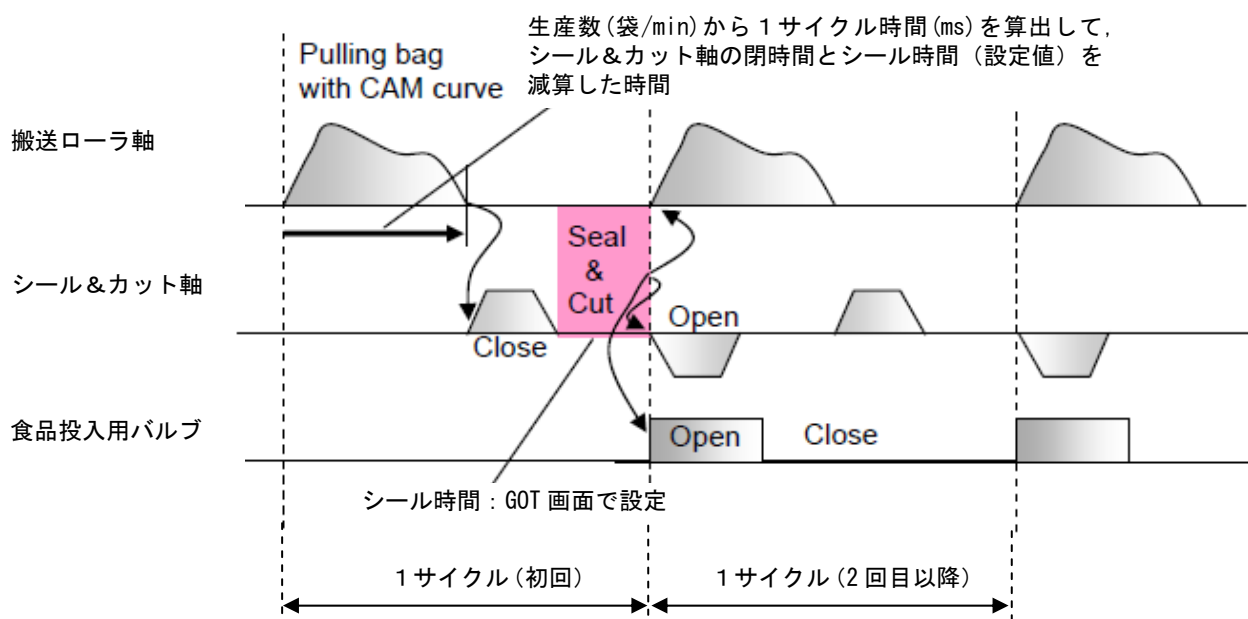 生産数(袋/min)から１サイクル時間(ms)を算出して,
シール＆カット軸の閉時間とシール時間（設定値）を
減算した時間
Pulling bag
with CAM curve
搬送ローラ軸
Seal
&
Cut
シール＆カット軸
Open
Close
食品投入用バルブ
Open
Close
シール時間：GOT 画面で設定
１サイクル(初回)
１サイクル(2 回目以降)